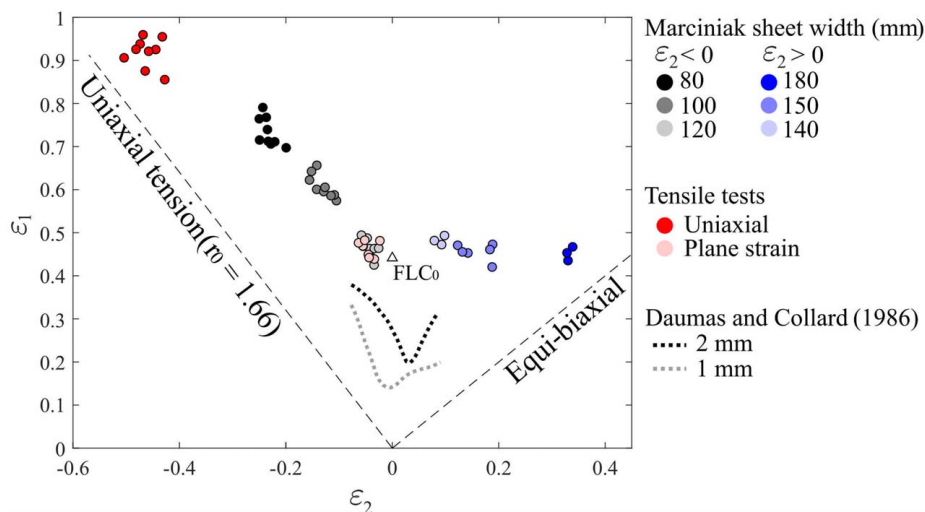 1
0.9
0.8
0.7
0.6
0.5
0.4
0.3
0.2
0.1
0
ε1
-0.6
-0.4
-0.2
0
0.2
0.4
ε2
Uniaxial tension(r0 = 1.66)
FLC0
Equi-biaxial
Marciniak sheet width (mm)
ε2 < 0 ε2 > 0
80 180
100 150
120 140
Tensile tests
Uniaxial
Plane strain
Daumas and Collard (1986)
2 mm
1 mm